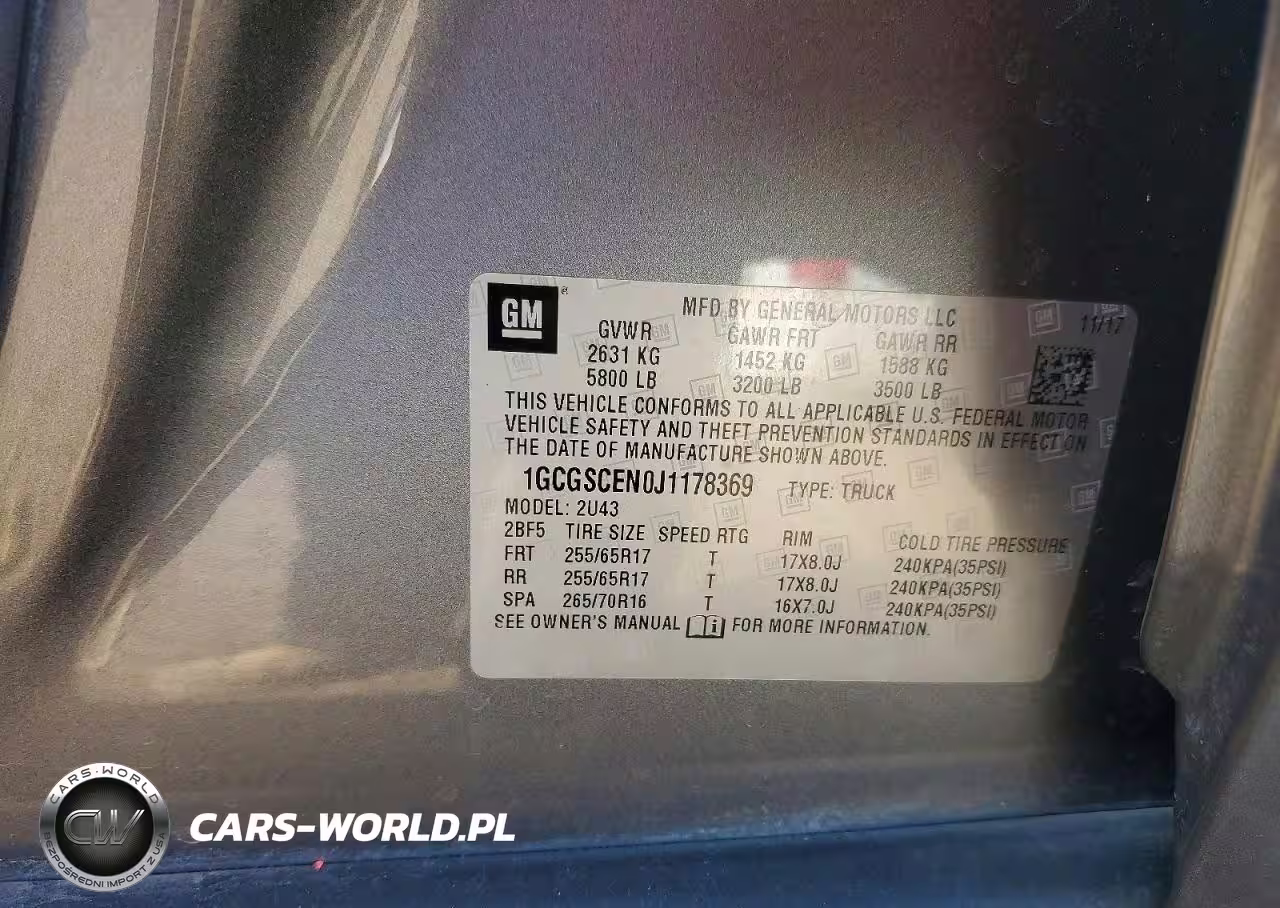 GM
MFD BY GENERAL MOTORS LLC
11/17
GVWR GAWR FRT GAWR RR
2631 KG 1452 KG 1588 KG
5800 LB 3200 LB 3500 LB
THIS VEHICLE CONFORMS TO ALL APPLICABLE U.S. FEDERAL MOTOR
VEHICLE SAFETY AND THEFT PREVENTION STANDARDS IN EFFECT ON
THE DATE OF MANUFACTURE SHOWN ABOVE.
1GCGSCEN0J1178369 TYPE: TRUCK
MODEL: 2U43
2BF5 TIRE SIZE SPEED RTG RIM COLD TIRE PRESSURE
FRT 255/65R17 T 17X8.0J 240KPA(35PSI)
RR 255/65R17 T 17X8.0J 240KPA(35PSI)
SPA 265/70R16 T 16X7.0J 240KPA(35PSI)
SEE OWNER'S MANUAL FOR MORE INFORMATION.
CARS-WORLD
CW
BEZPOŚREDNI IMPORT Z USA
CARS-WORLD.PL